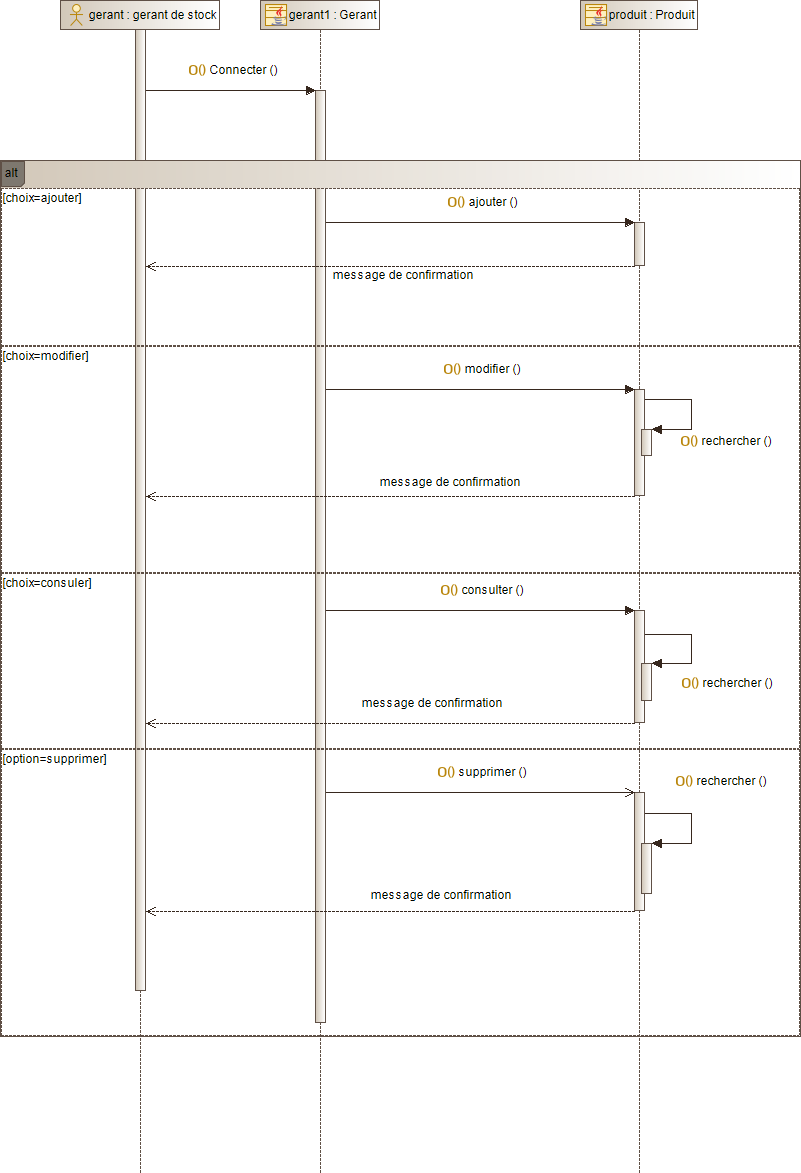 gerant : gerant de stock
gerant1 : Gerant
produit : Produit
O() Connecter ()
alt
[choix=ajouter]
O() ajouter ()
message de confirmation
[choix=modifier]
O() modifier ()
O() rechercher ()
message de confirmation
[choix=consuler]
O() consulter ()
O() rechercher ()
message de confirmation
[option=supprimer]
O() supprimer ()
O() rechercher ()
message de confirmation